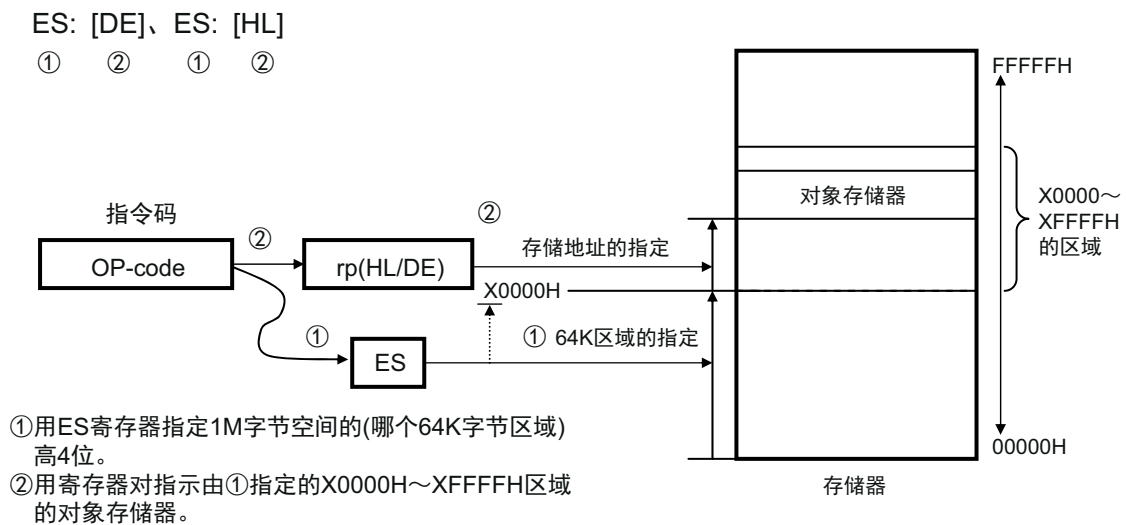 ES: [DE]、ES: [HL]
① ② ① ②
FFFFFH
对象存储器
X0000～
XFFFFH
的区域
指令码
②
②
存储地址的指定
OP-code
rp(HL/DE)
X0000H
①
① 64K区域的指定
ES
①用ES寄存器指定1M字节空间的(哪个64K字节区域)
高4位。
00000H
②用寄存器对指示由①指定的X0000H～XFFFFH区域
的对象存储器。
存储器